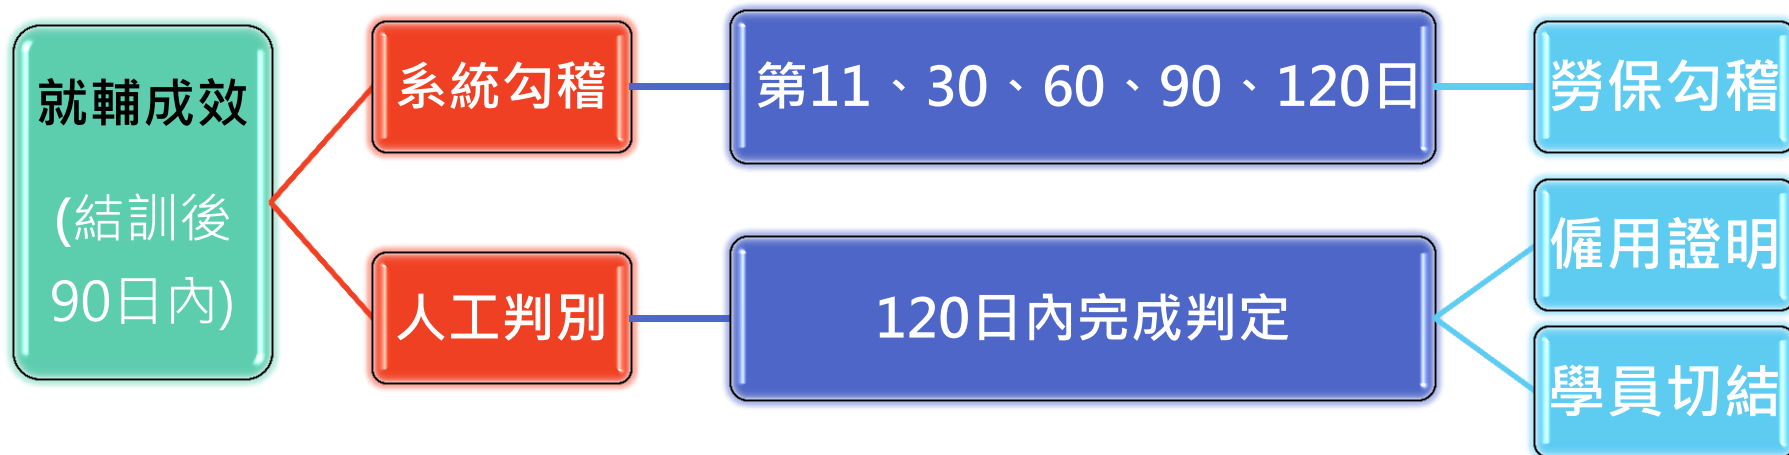 就輔成效
(結訓後
90日內)
系統勾稽
第11、30、60、90、120日
勞保勾稽
人工判別
120日內完成判定
僱用證明
學員切結